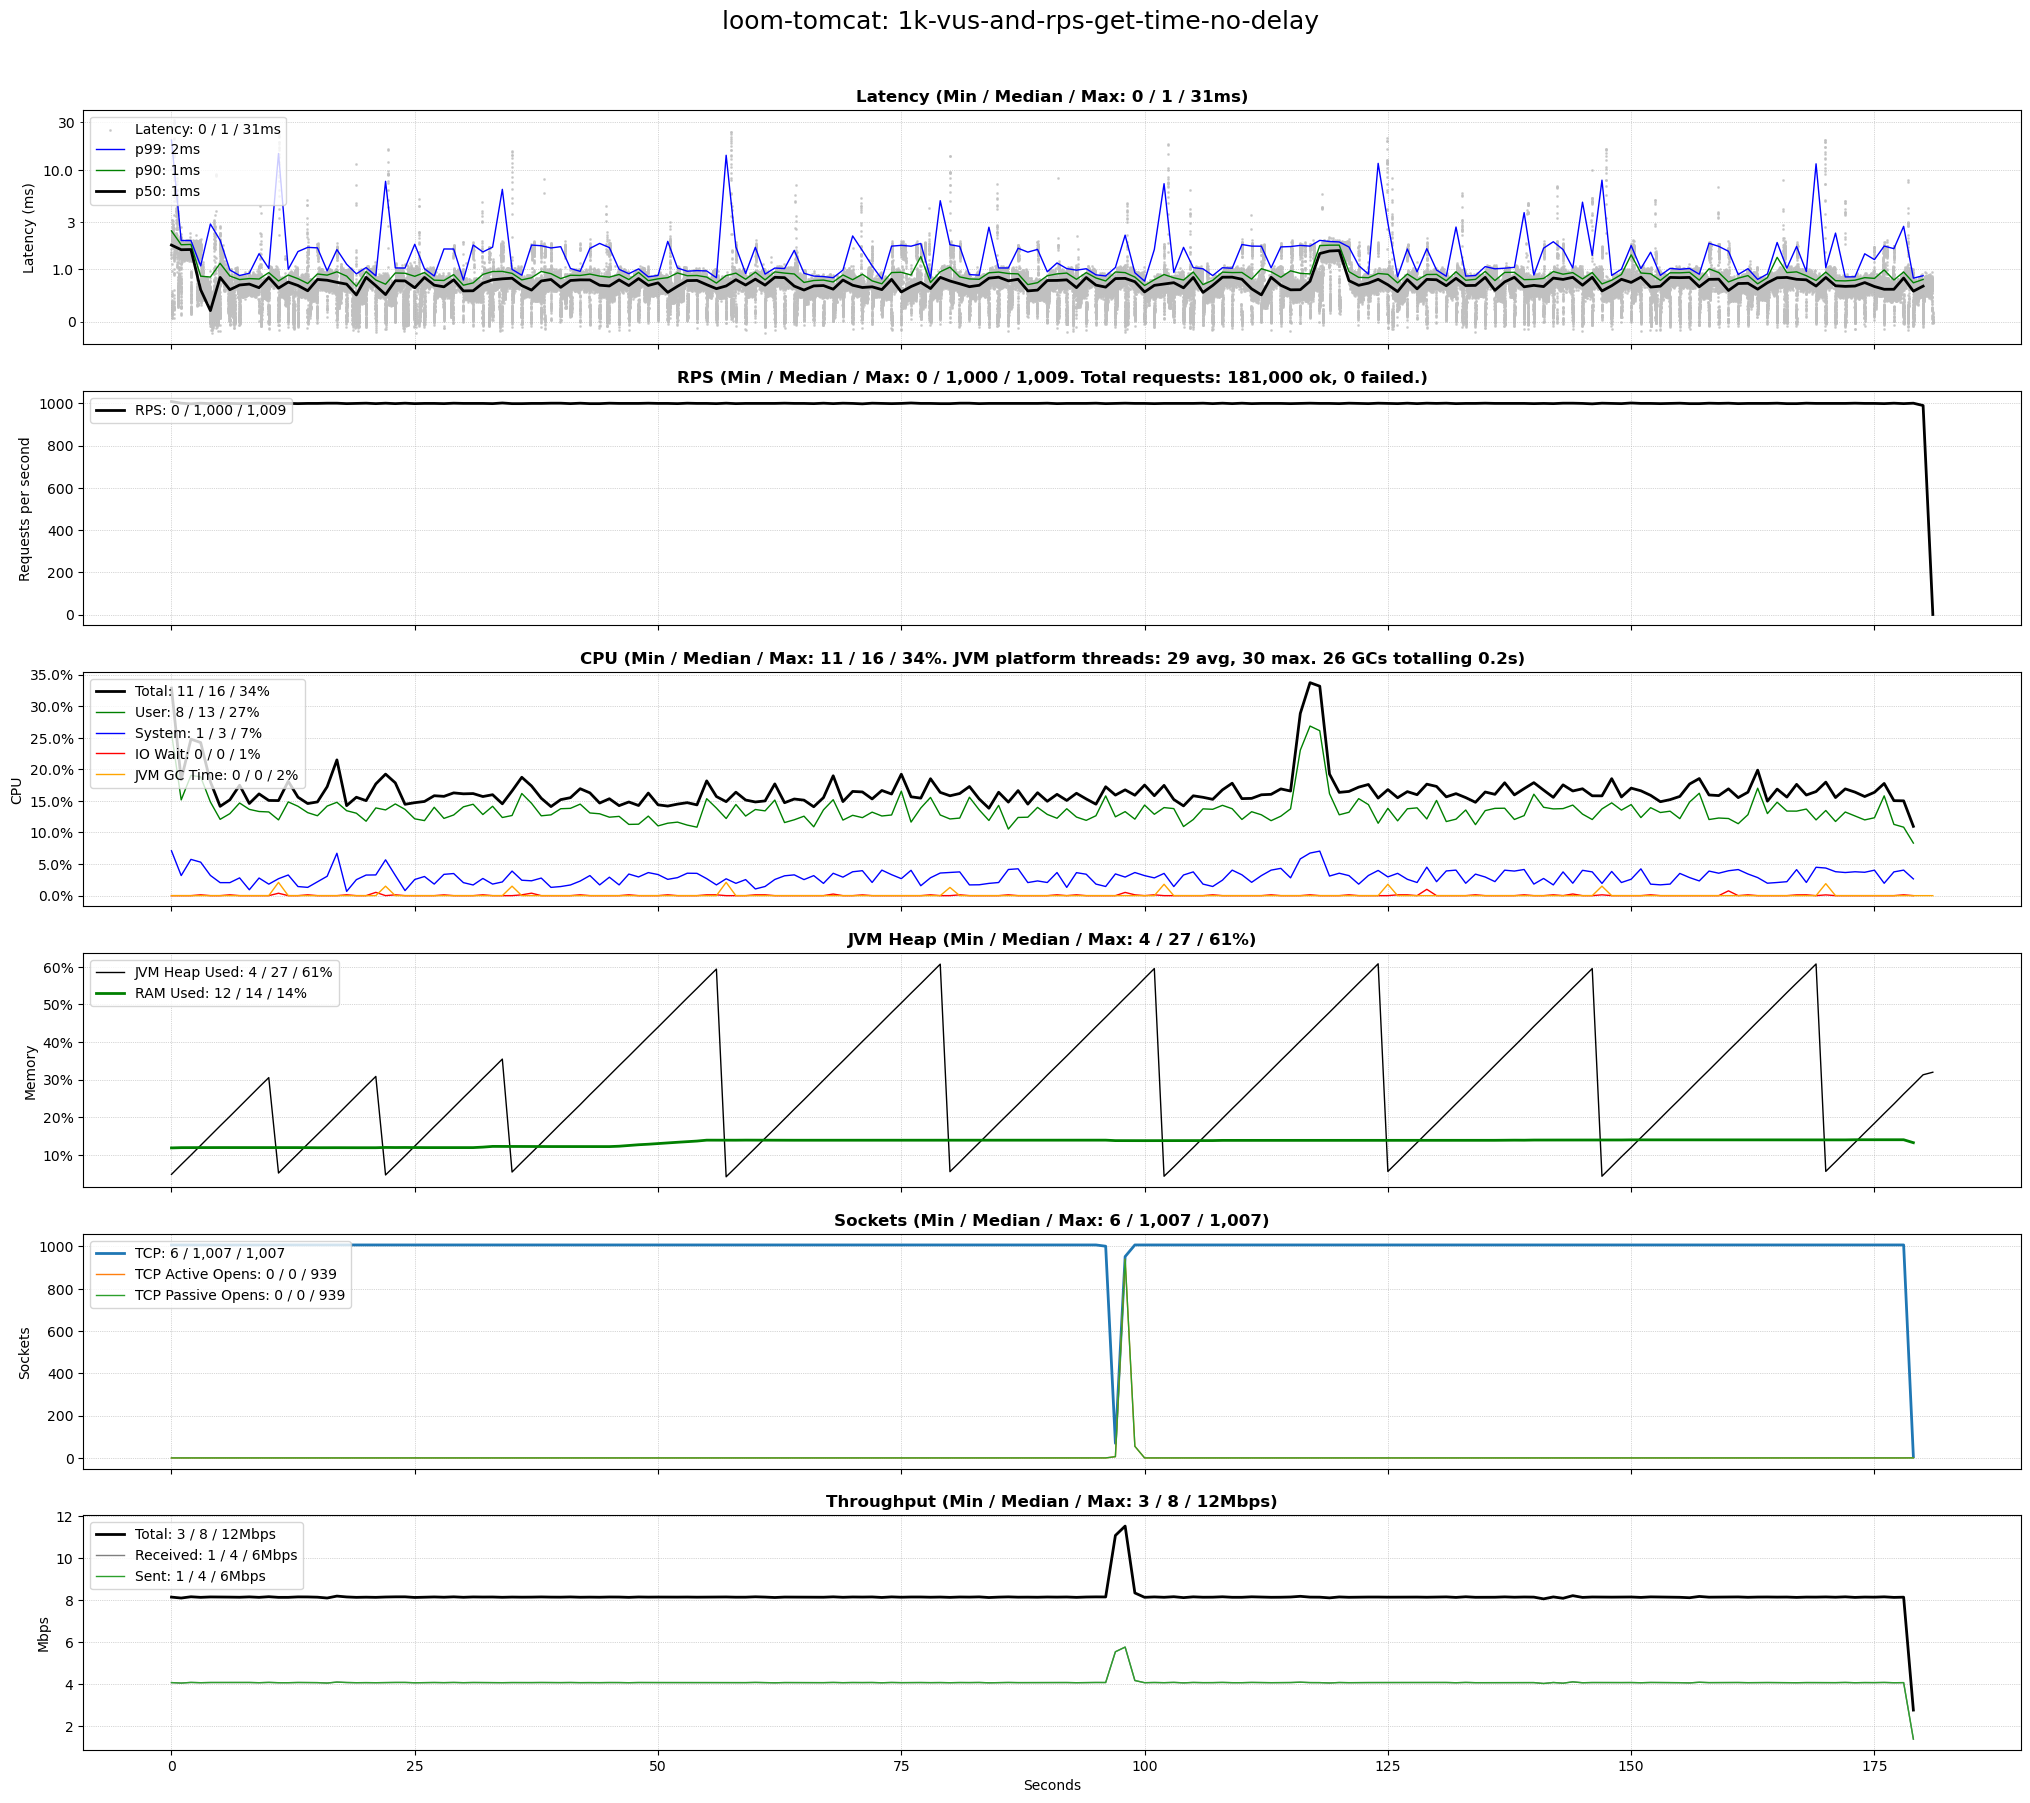 loom-tomcat: 1k-vus-and-rps-get-time-no-delay
Latency (Min / Median / Max: 0 / 1 / 31ms)
Latency (ms)
30
10.0
3
1.0
0
Latency: 0 / 1 / 31ms
p99: 2ms
p90: 1ms
p50: 1ms
RPS (Min / Median / Max: 0 / 1,000 / 1,009. Total requests: 181,000 ok, 0 failed.)
Requests per second
1000
800
600
400
200
0
RPS: 0 / 1,000 / 1,009
CPU (Min / Median / Max: 11 / 16 / 34%. JVM platform threads: 29 avg, 30 max. 26 GCs totalling 0.2s)
CPU
35.0%
30.0%
25.0%
20.0%
15.0%
10.0%
5.0%
0.0%
Total: 11 / 16 / 34%
User: 8 / 13 / 27%
System: 1 / 3 / 7%
IO Wait: 0 / 0 / 1%
JVM GC Time: 0 / 0 / 2%
JVM Heap (Min / Median / Max: 4 / 27 / 61%)
Memory
60%
50%
40%
30%
20%
10%
JVM Heap Used: 4 / 27 / 61%
RAM Used: 12 / 14 / 14%
Sockets (Min / Median / Max: 6 / 1,007 / 1,007)
Sockets
1000
800
600
400
200
0
TCP: 6 / 1,007 / 1,007
TCP Active Opens: 0 / 0 / 939
TCP Passive Opens: 0 / 0 / 939
Throughput (Min / Median / Max: 3 / 8 / 12Mbps)
Mbps
12
10
8
6
4
2
Total: 3 / 8 / 12Mbps
Received: 1 / 4 / 6Mbps
Sent: 1 / 4 / 6Mbps
0 25 50 75 100 125 150 175
Seconds